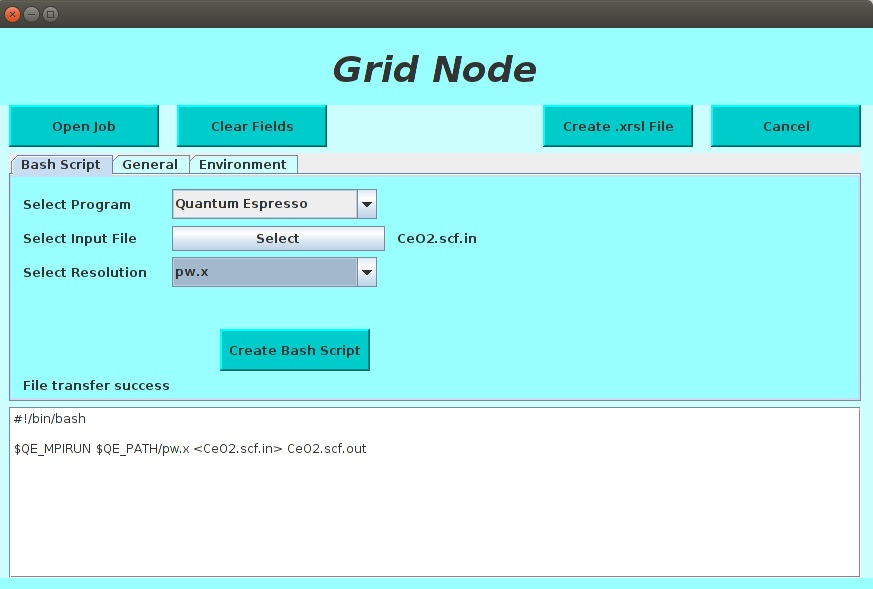 Grid Node
Open Job
Clear Fields
Create .xrsl File
Cancel
Bash Script
General
Environment
Select Program
Quantum Espresso
Select Input File
Select
CeO2.scf.in
Select Resolution
pw.x
Create Bash Script
File transfer success
#!/bin/bash
$QE_MPIRUN $QE_PATH/pw.x <CeO2.scf.in> CeO2.scf.out